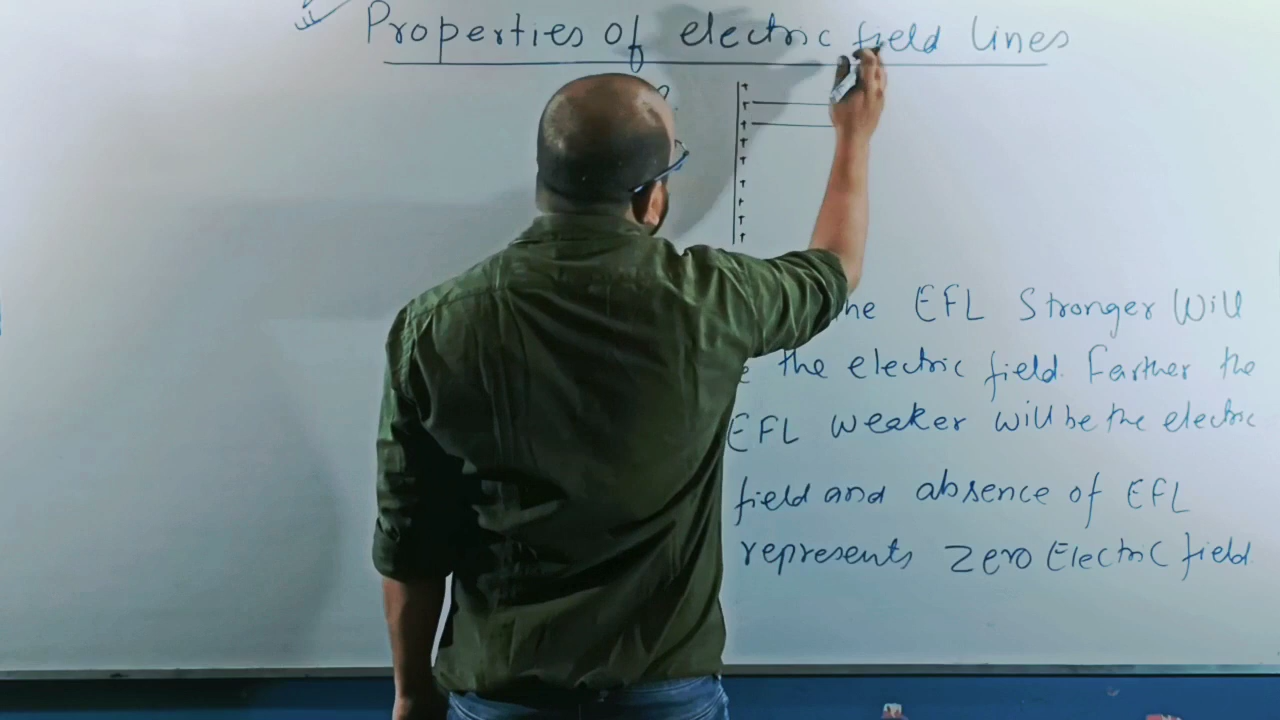 Properties of electric field lines
+
+
+
+
+
+
+
+
+
he EFL Stronger Will
the electric field. Farther the
EFL weaker will be the electric
field and absence of EFL
represents zero Electric field